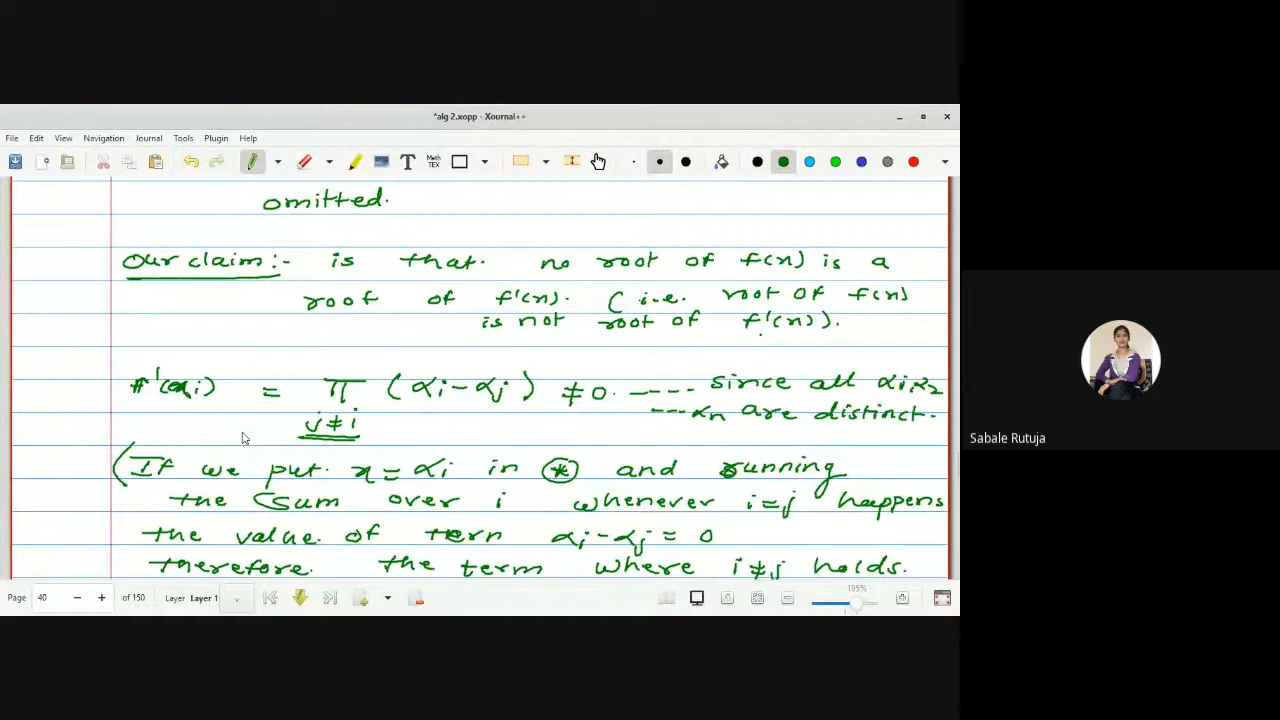 *alg 2.xopp - Xournal++
File Edit View Navigation Journal Tools Plugin Help
omitted.
Our claim:- is that. no root of f(x) is a
roof of f'(x). (i.e. root of f(x)
is not root of f'(x)).
f'(αi) = π (αi - αj) ≠ 0. ---- since all αi, α2
j≠i --- αn are distinct.
(If we put. x = αi in (*) and running
the sum over i whenever i=j happens
the value. of term αi - αj = 0
therefore. the term where i≠j holds.
Sabale Rutuja
Page 40 of 150 Layer Layer 1 195%